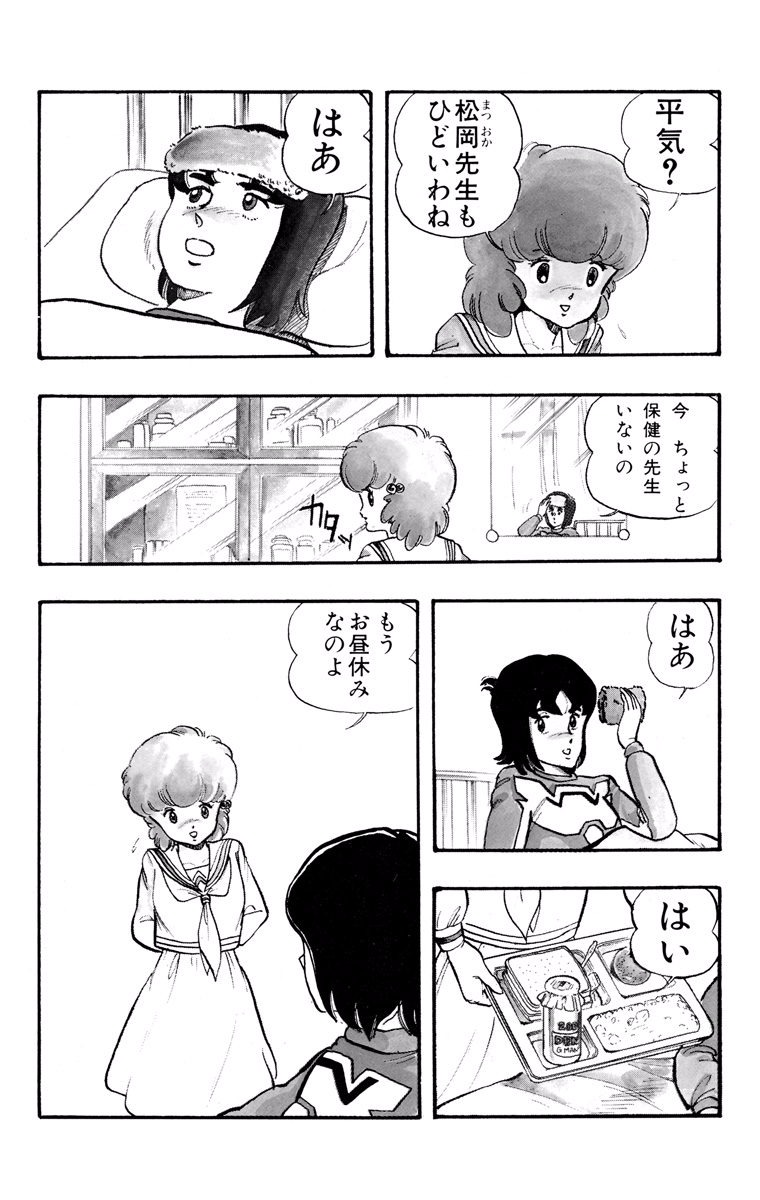 平気?
松岡先生も
まつおか
ひどいわね
はあ
今 ちょっと
保健の先生
いないの
カタッ
はあ
もう
お昼休み
なのよ
はい